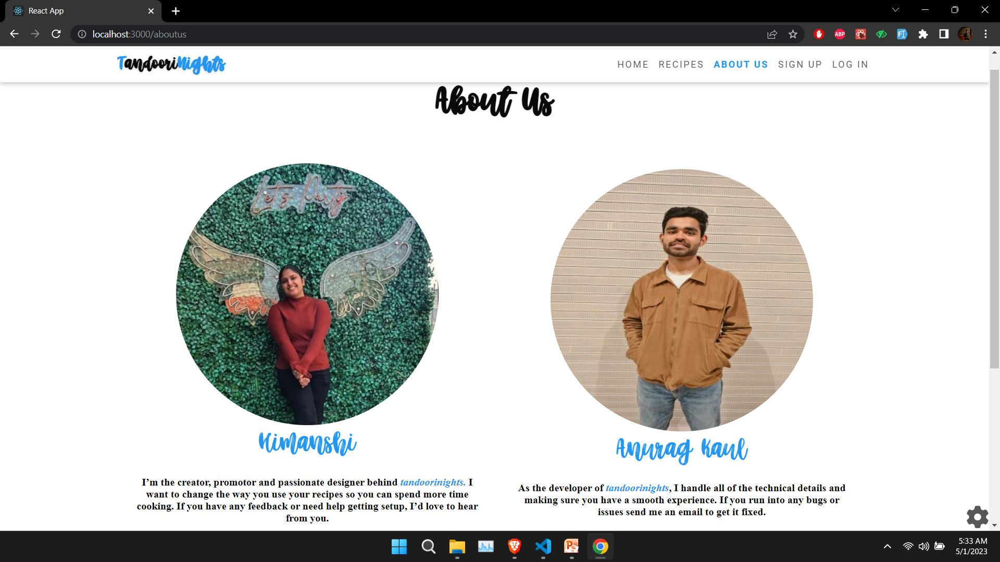 React App
localhost:3000/aboutus
ABP
TandooriNights
HOME RECIPES ABOUT US SIGN UP LOG IN
About Us
Let's Party
Himanshi
Anurag Kaul
I’m the creator, promotor and passionate designer behind tandoorinights. I
want to change the way you use your recipes so you can spend more time
cooking. If you have any feedback or need help getting setup, I’d love to hear
from you.
As the developer of tandoorinights, I handle all of the technical details and
making sure you have a smooth experience. If you run into any bugs or
issues send me an email to get it fixed.
5:33 AM
5/1/2023